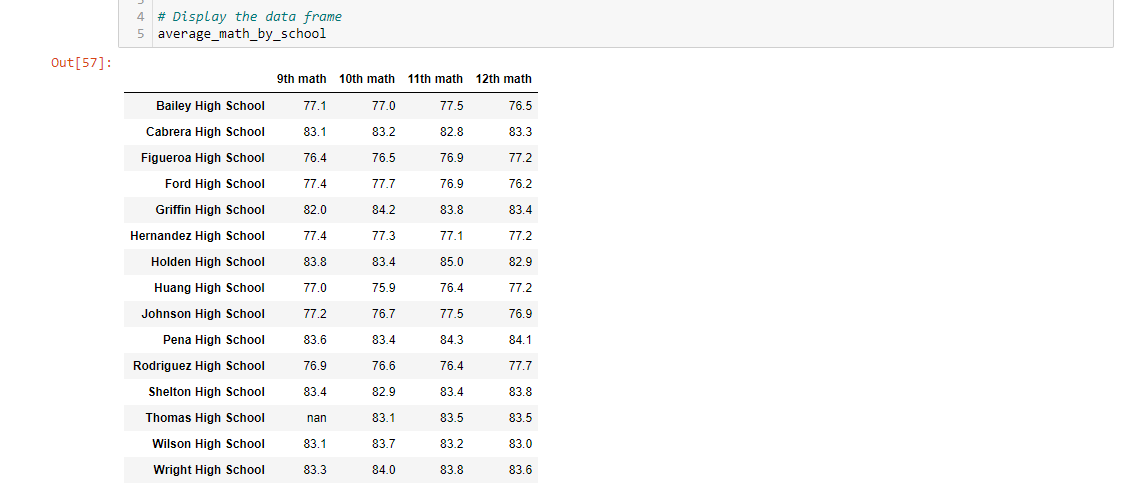 4 # Display the data frame
5 average_math_by_school
Out[57]:
9th math 10th math 11th math 12th math
Bailey High School 77.1 77.0 77.5 76.5
Cabrera High School 83.1 83.2 82.8 83.3
Figueroa High School 76.4 76.5 76.9 77.2
Ford High School 77.4 77.7 76.9 76.2
Griffin High School 82.0 84.2 83.8 83.4
Hernandez High School 77.4 77.3 77.1 77.2
Holden High School 83.8 83.4 85.0 82.9
Huang High School 77.0 75.9 76.4 77.2
Johnson High School 77.2 76.7 77.5 76.9
Pena High School 83.6 83.4 84.3 84.1
Rodriguez High School 76.9 76.6 76.4 77.7
Shelton High School 83.4 82.9 83.4 83.8
Thomas High School nan 83.1 83.5 83.5
Wilson High School 83.1 83.7 83.2 83.0
Wright High School 83.3 84.0 83.8 83.6